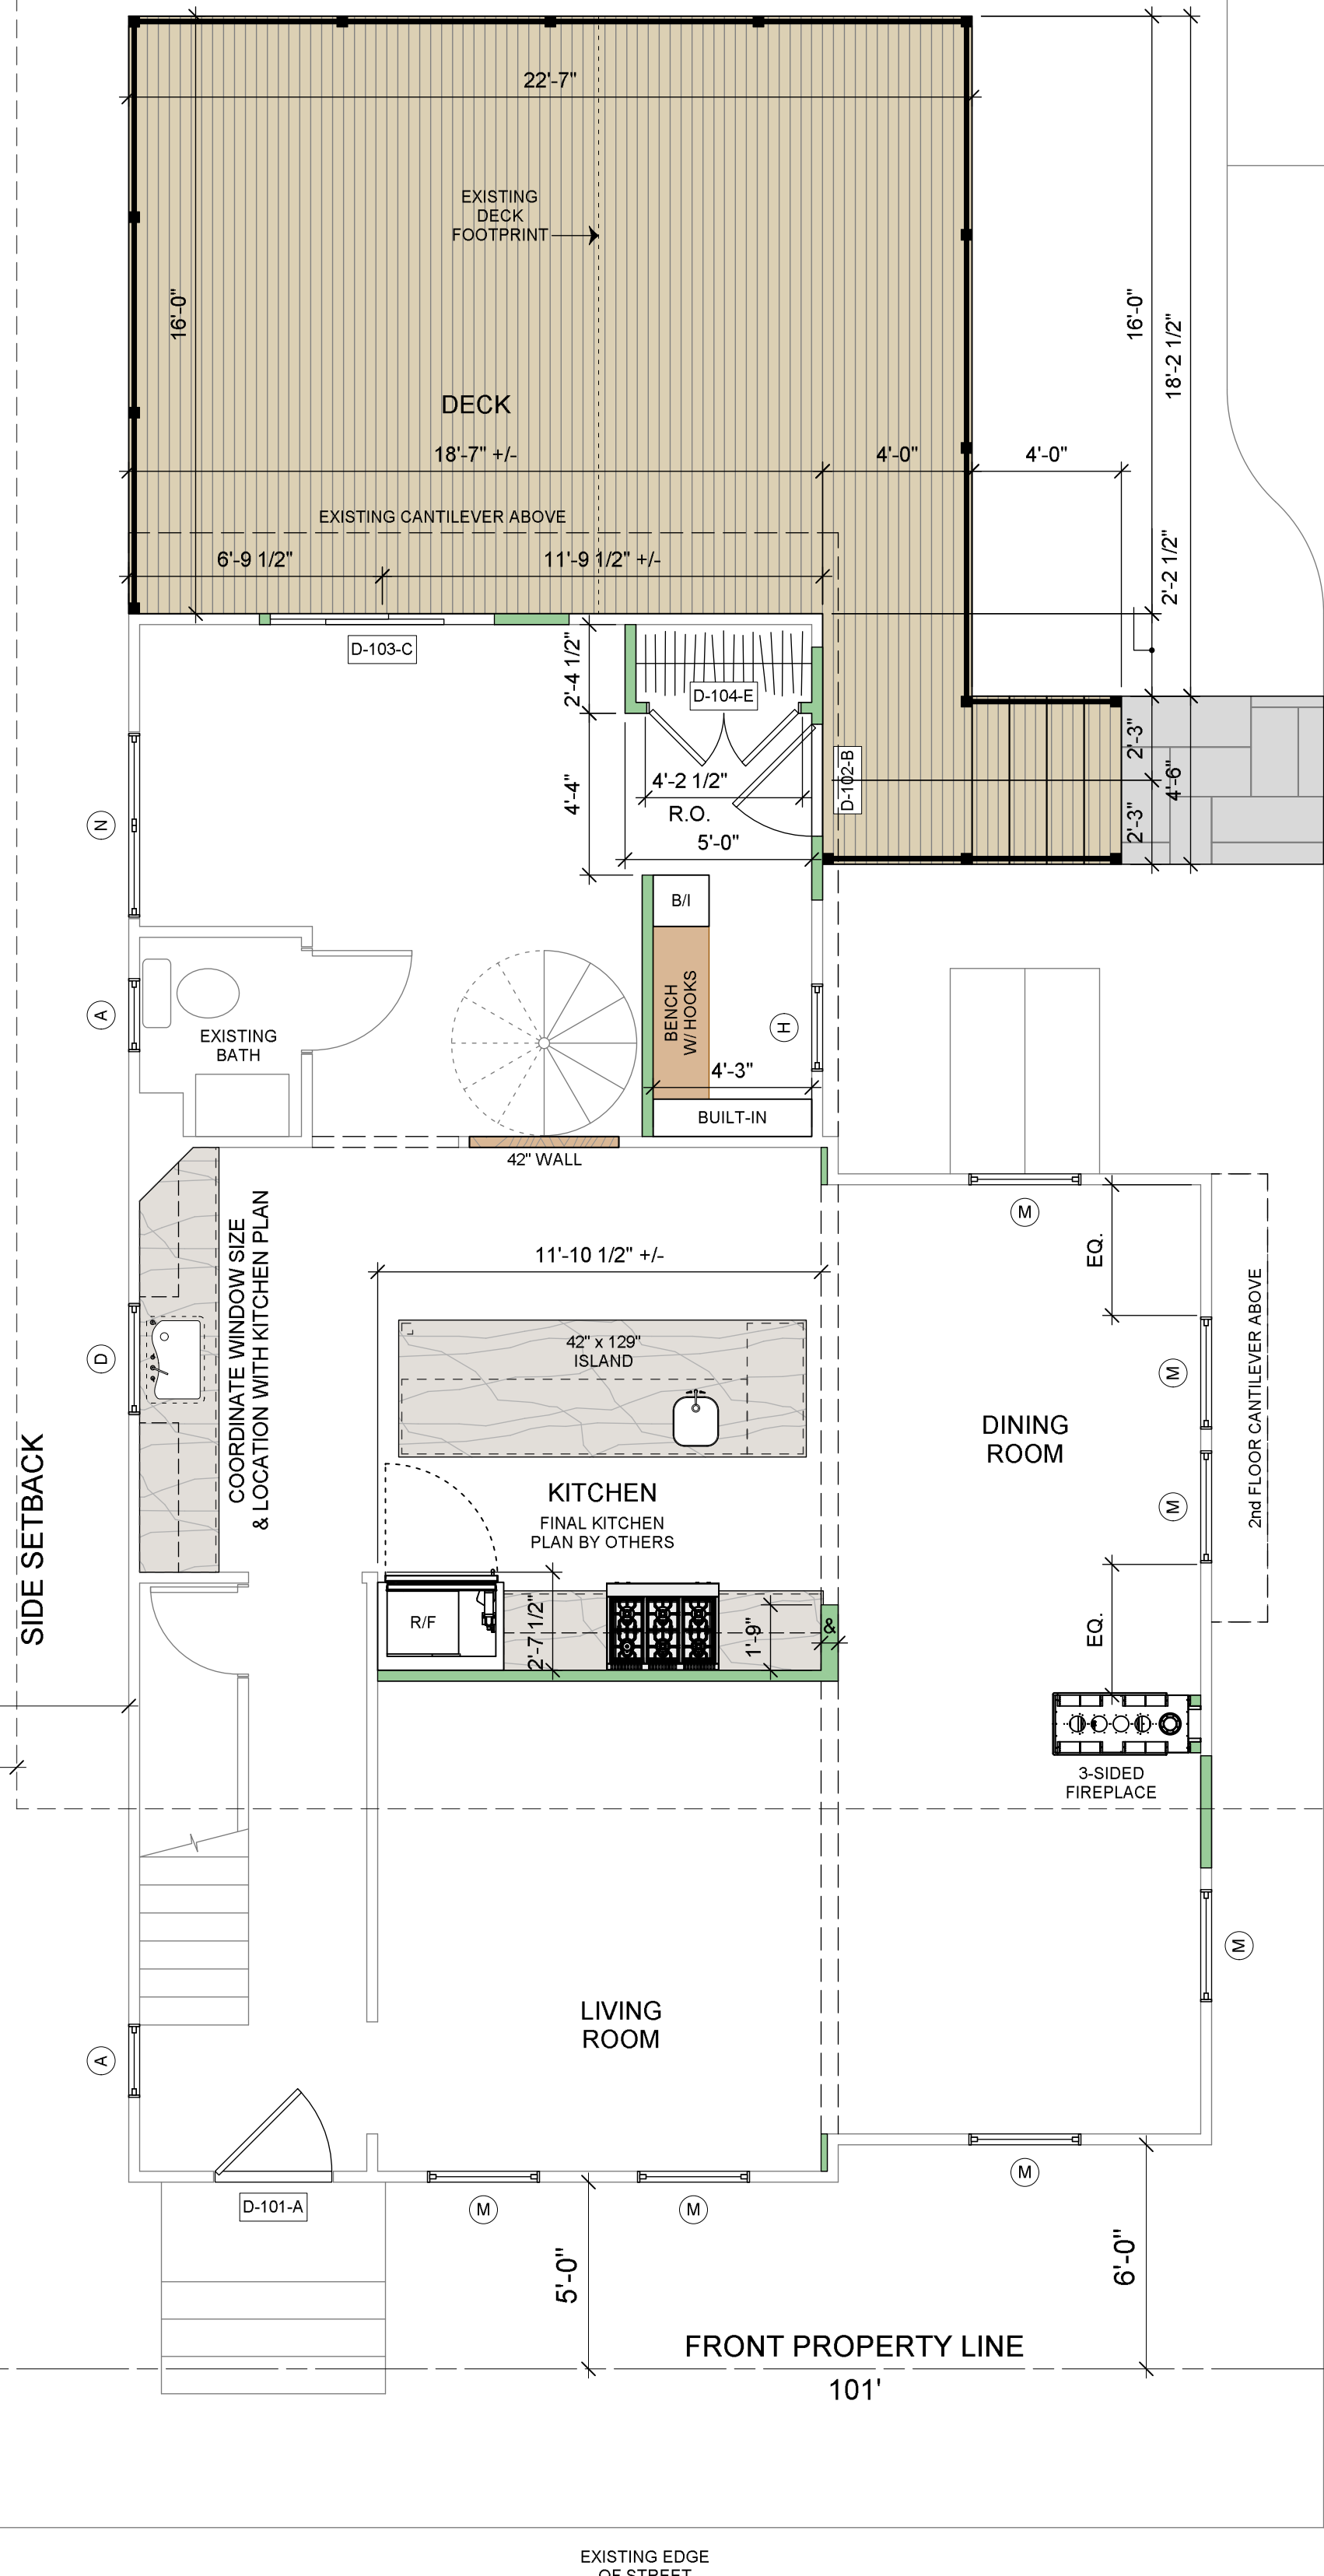 22'-7"
EXISTING
DECK
FOOTPRINT
16'-0"
16'-0"
18'-2 1/2"
DECK
18'-7" +/-
4'-0"
4'-0"
EXISTING CANTILEVER ABOVE
6'-9 1/2"
11'-9 1/2" +/-
2'-2 1/2"
D-103-C
2'-4 1/2"
D-104-E
4'-4"
4'-2 1/2"
R.O.
5'-0"
D-102-B
2'-3"
4'-6"
2'-3"
N
B/I
BENCH
W/ HOOKS
A
EXISTING
BATH
H
4'-3"
BUILT-IN
42" WALL
M
COORDINATE WINDOW SIZE
& LOCATION WITH KITCHEN PLAN
11'-10 1/2" +/-
EQ.
42" x 129"
ISLAND
D
M
2nd FLOOR CANTILEVER ABOVE
DINING
ROOM
KITCHEN
FINAL KITCHEN
PLAN BY OTHERS
M
SIDE SETBACK
R/F
2'-7 1/2"
1'-9"
&
EQ.
3-SIDED
FIREPLACE
M
LIVING
ROOM
A
D-101-A
M
M
M
5'-0"
6'-0"
FRONT PROPERTY LINE
101'
EXISTING EDGE
OF STREET